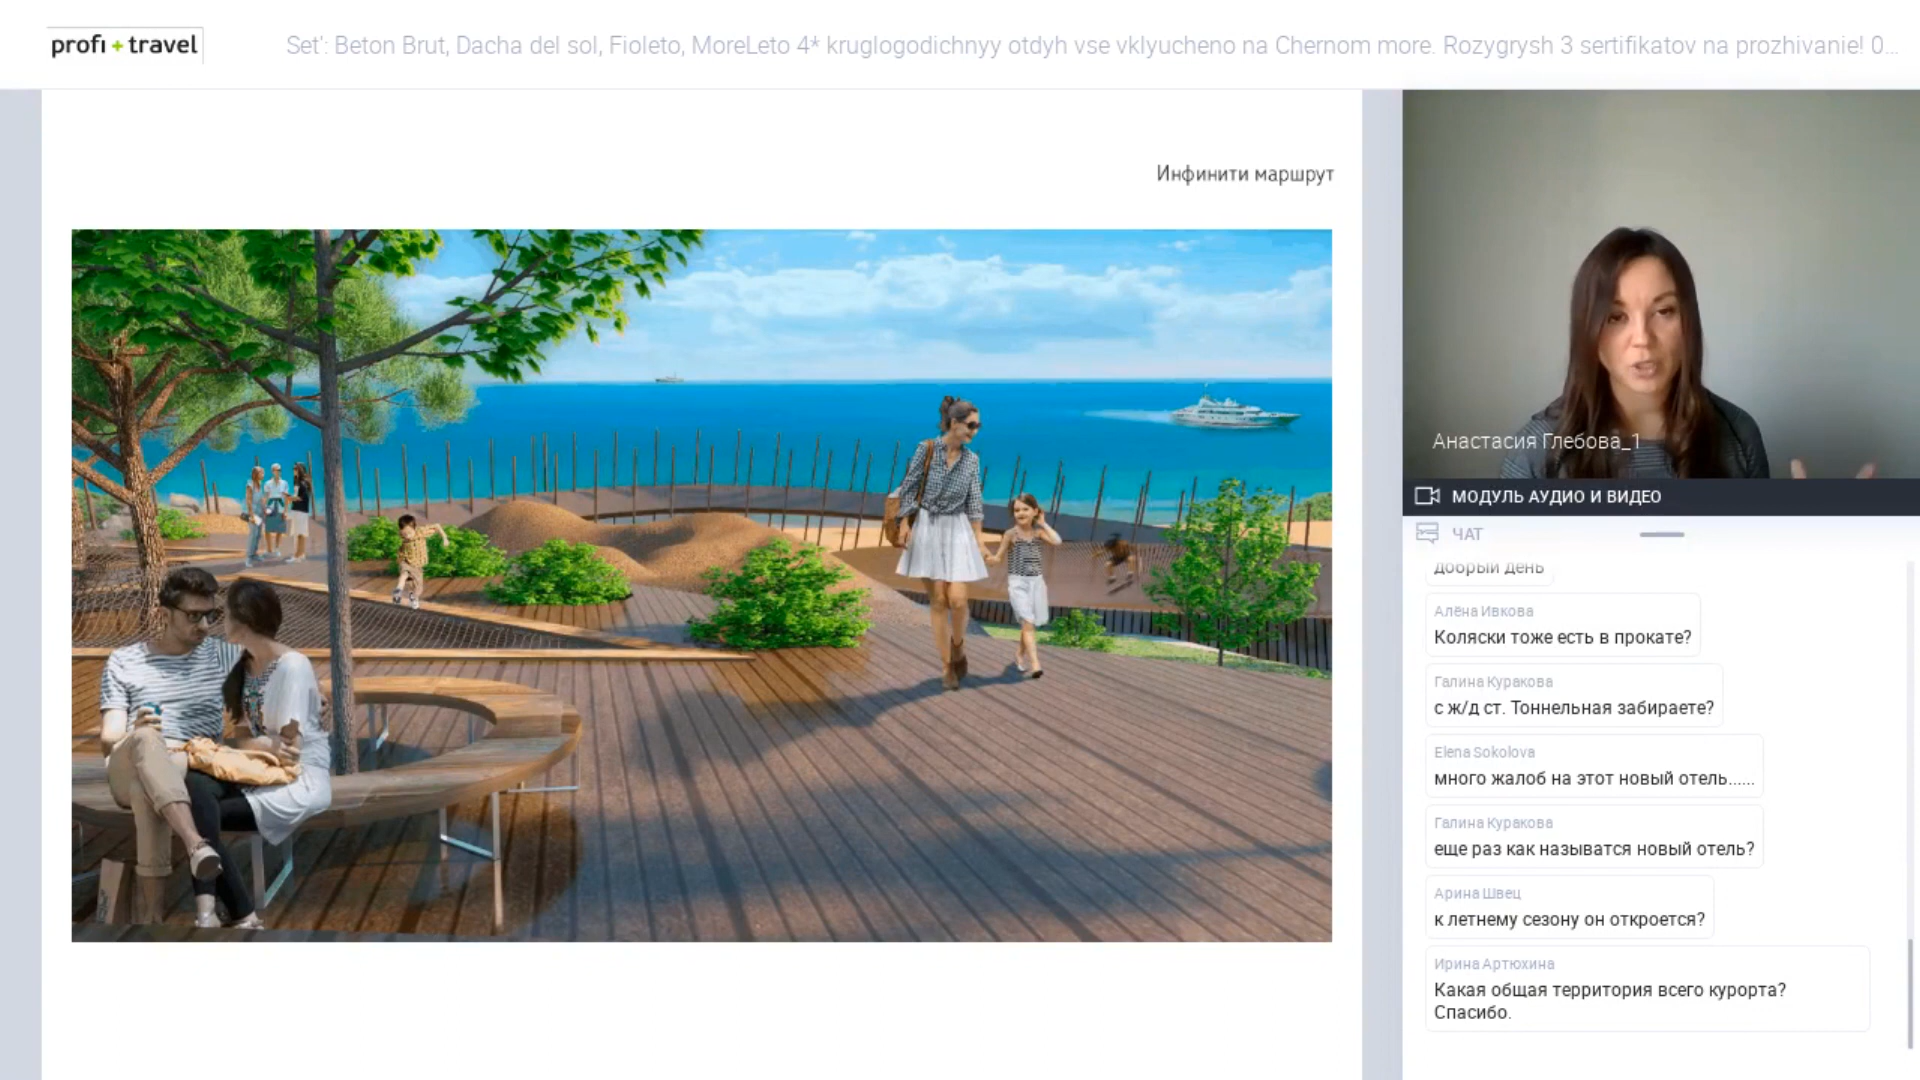 profi + travel
Set': Beton Brut, Dacha del sol, Fioleto, MoreLeto 4* kruglogodichnyy otdyh vse vklyucheno na Chernom more. Rozygrysh 3 sertifikatov na prozhivanie! 0...
Инфинити маршрут
Анастасия Глебова_1
МОДУЛЬ АУДИО И ВИДЕО
ЧАТ
добрый день
Алёна Ивкова
Коляски тоже есть в прокате?
Галина Куракова
с ж/д ст. Тоннельная забираете?
Elena Sokolova
много жалоб на этот новый отель......
Галина Куракова
еще раз как называтся новый отель?
Арина Швец
к летнему сезону он откроется?
Ирина Артюхина
Какая общая территория всего курорта?
Спасибо.